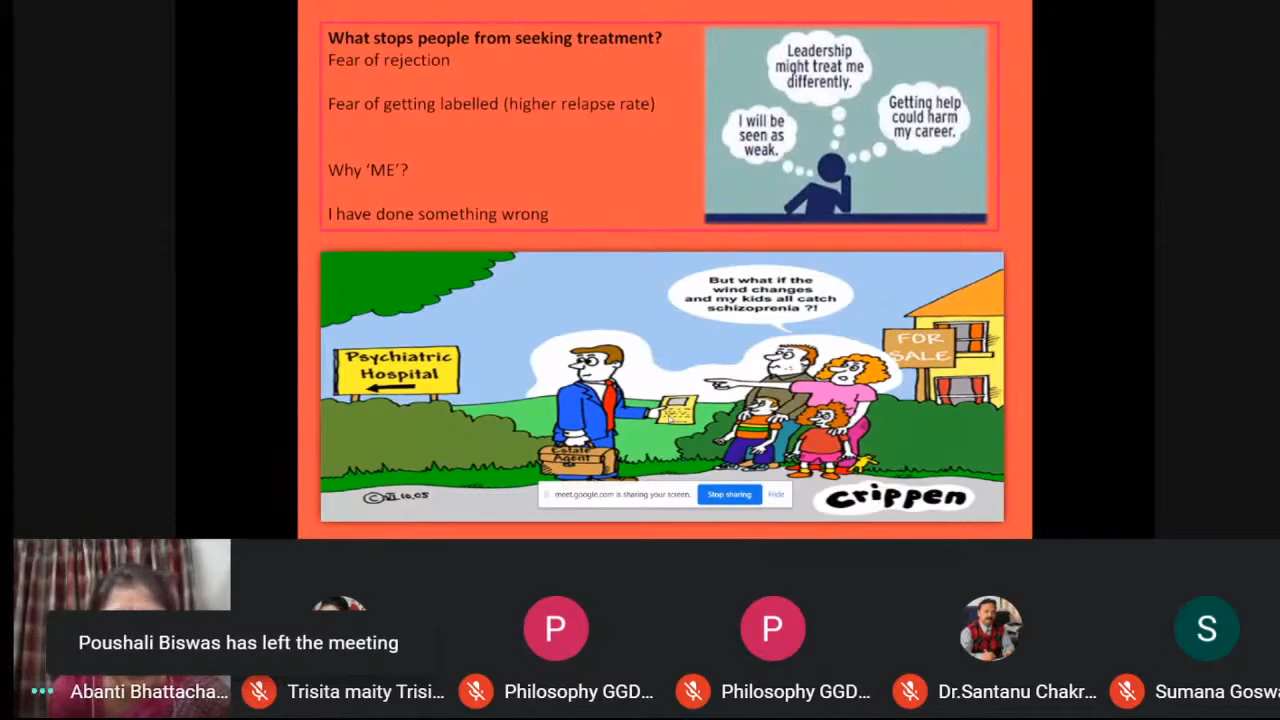 What stops people from seeking treatment?
Fear of rejection
Fear of getting labelled (higher relapse rate)
Why ‘ME’?
I have done something wrong
Leadership
might treat me
differently.
Getting help
could harm
my career.
I will be
seen as
weak.
But what if the
wind changes
and my kids all catch
schizoprenia ?!
FOR
SALE
Psychiatric
Hospital
Estate
Agent
meet.google.com is sharing your screen.
Stop sharing
Hide
Crippen
Poushali Biswas has left the meeting
Abanti Bhattacha...
Trisita maity Trisi...
P
Philosophy GGD...
P
Philosophy GGD...
Dr.Santanu Chakr...
S
Sumana Gosw